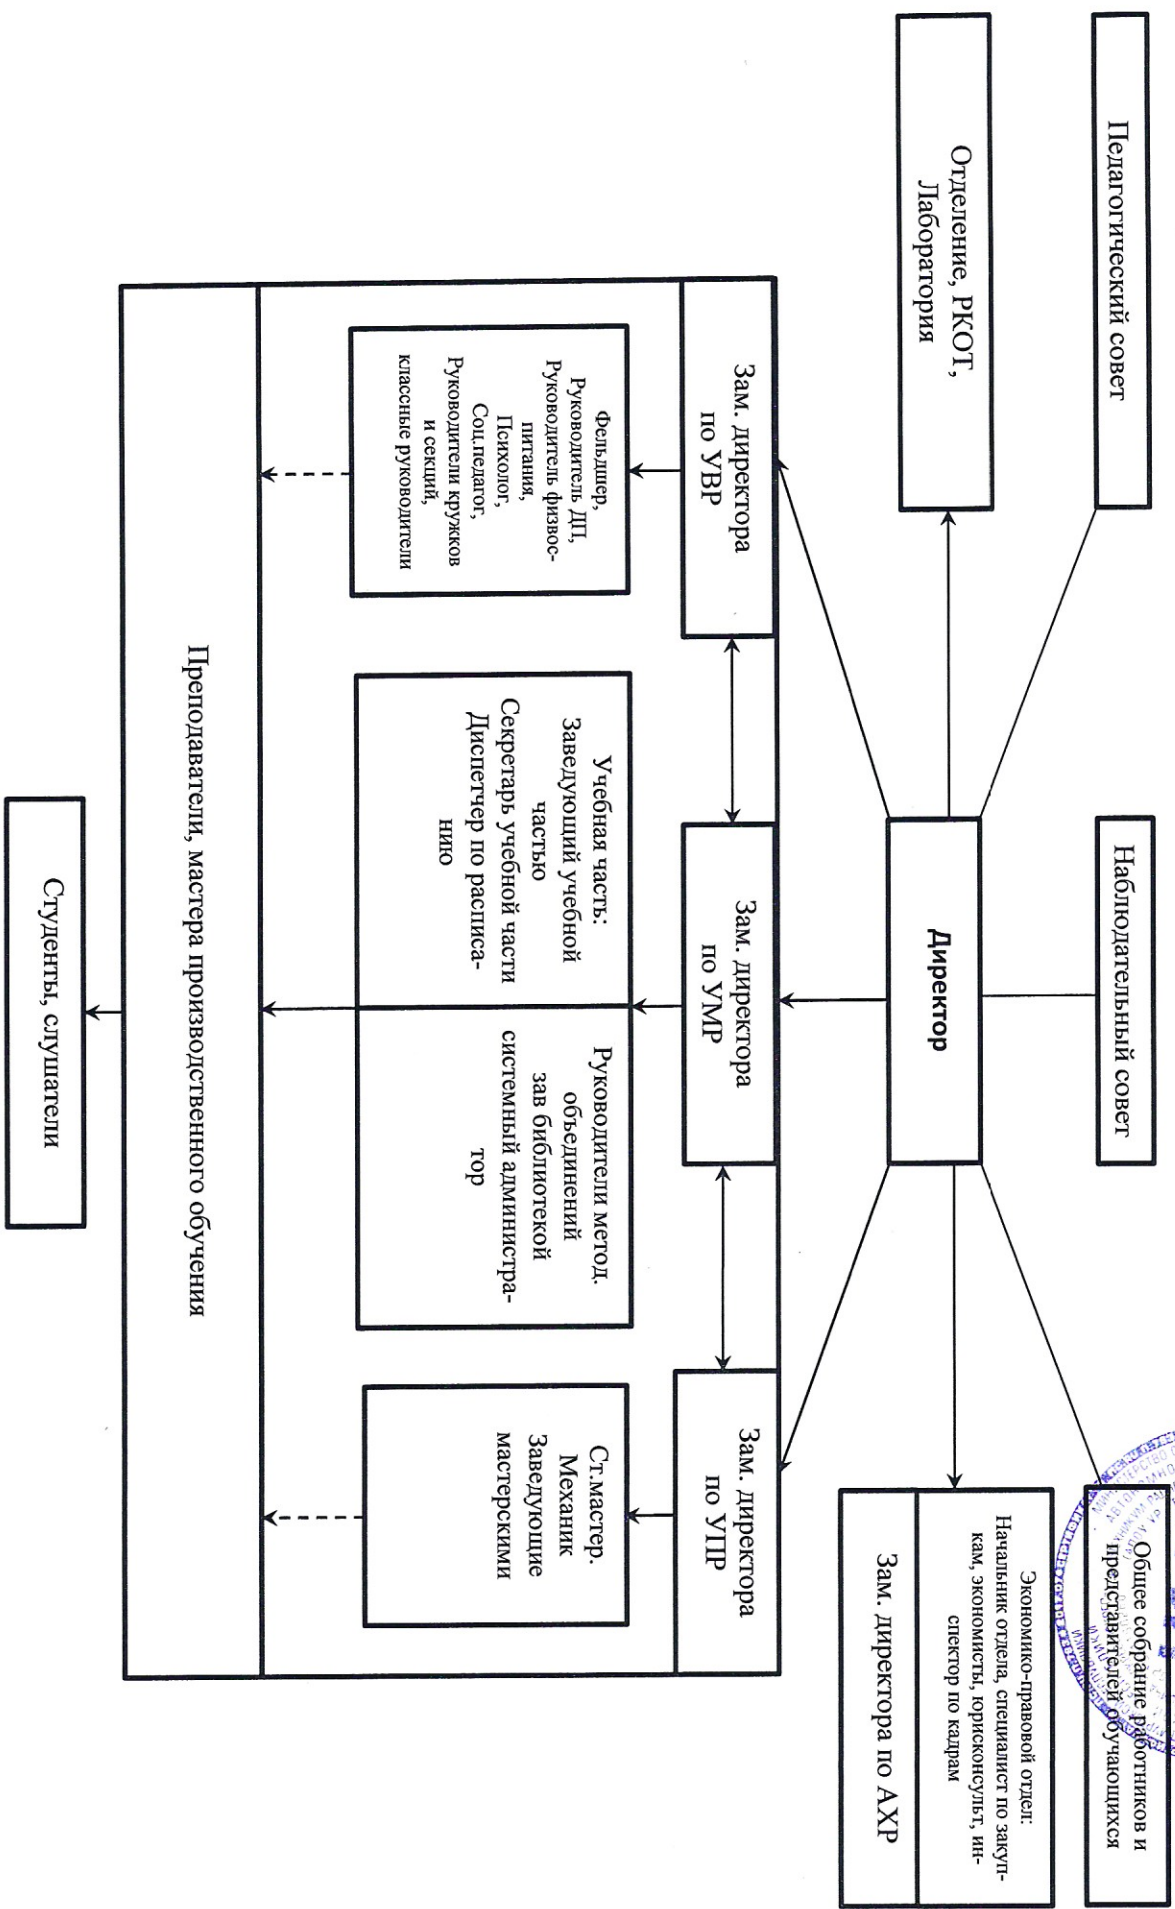 Педагогический совет
Наблюдательный совет
Общее собрание работников и
представителей обучающихся
Отделение, РКОТ,
Лаборатория
Директор
Экономико-правовой отдел:
Начальник отдела, специалист по закуп-
кам, экономисты, юрисконсульт, ин-
спектор по кадрам
Зам. директора по АХР
Зам. директора
по УВР
Зам. директора
по УМР
Зам. директора
по УПР
Фельдшер,
Руководитель ДП,
Руководитель физвос-
питания,
Психолог,
Соц.педагог,
Руководители кружков
и секций,
классные руководители
Учебная часть:
Заведующий учебной
частью
Секретарь учебной части
Диспетчер по расписа-
нию
Руководители метод.
объединений
зав библиотекой
системный администра-
тор
Ст.мастер.
Механик
Заведующие
мастерскими
Преподаватели, мастера производственного обучения
Студенты, слушатели